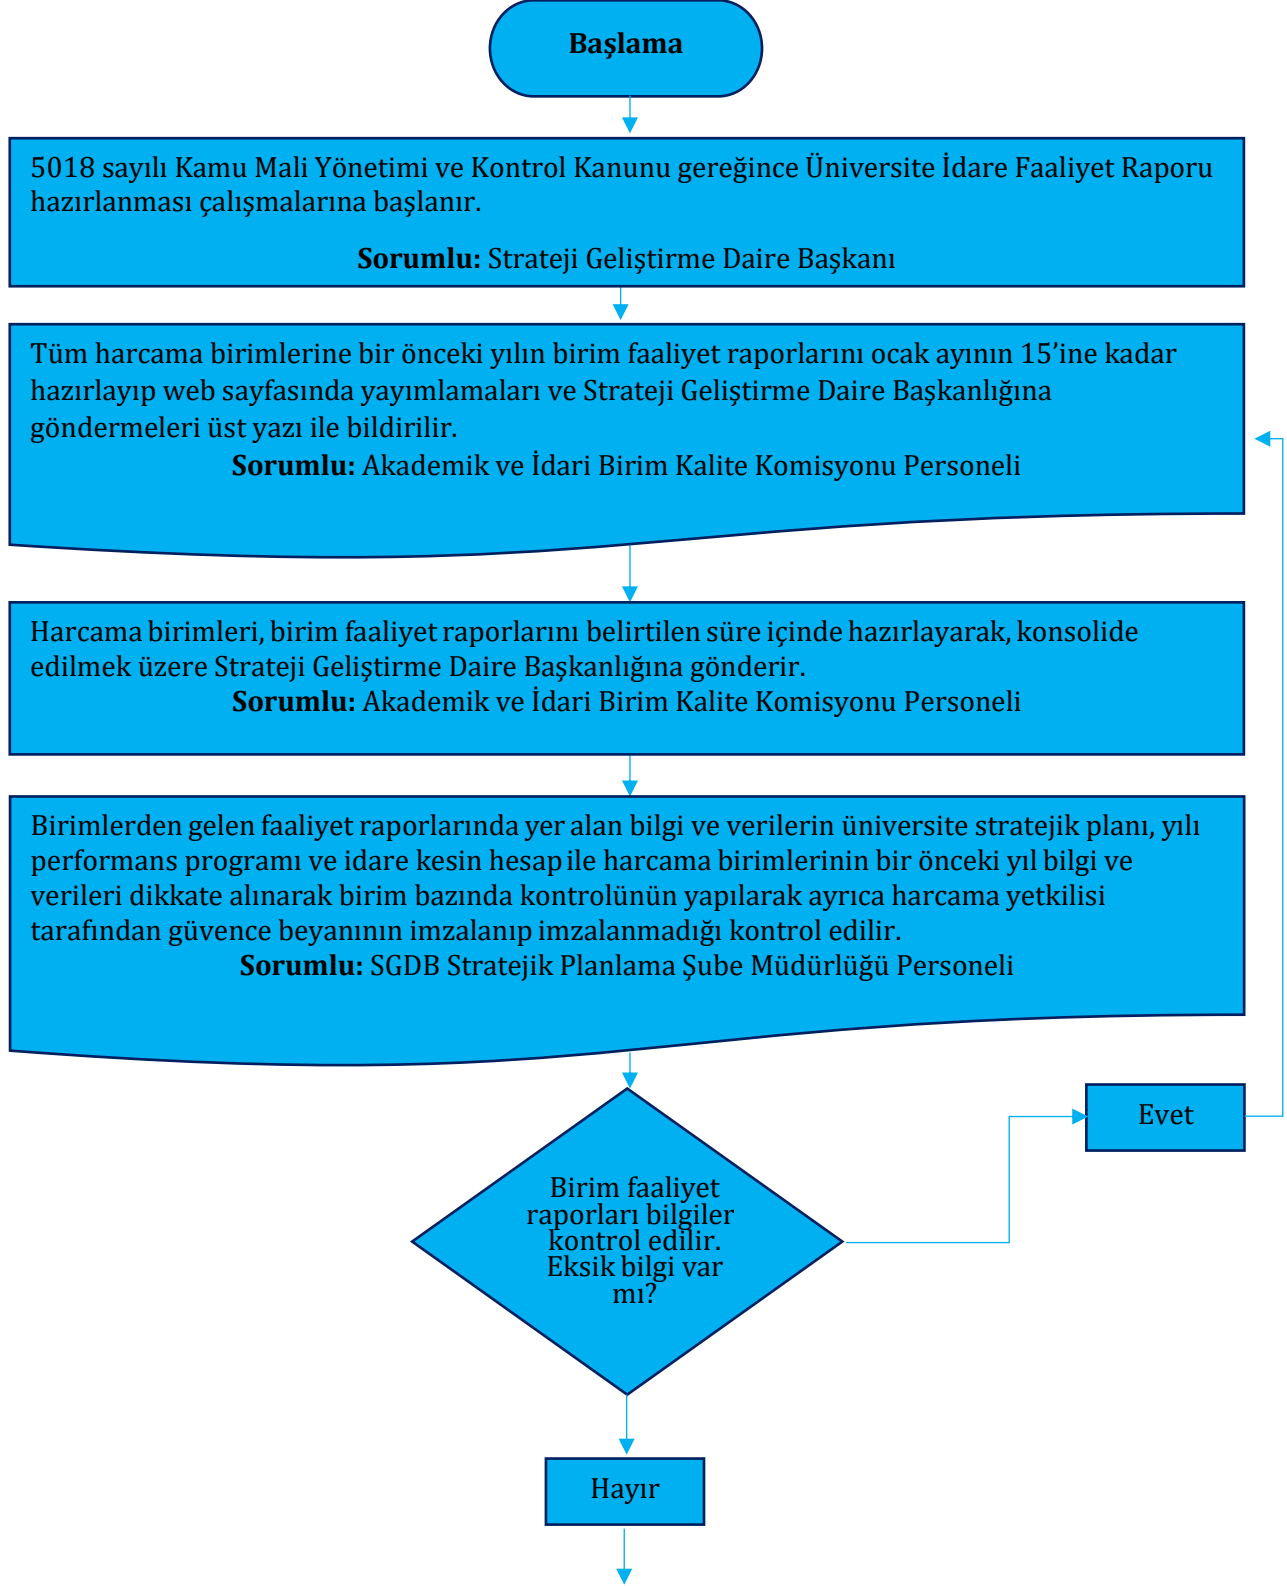 Başlama
5018 sayılı Kamu Mali Yönetimi ve Kontrol Kanunu gereğince Üniversite İdare Faaliyet Raporu
hazırlanması çalışmalarına başlanır.
Sorumlu: Strateji Geliştirme Daire Başkanı
Tüm harcama birimlerine bir önceki yılın birim faaliyet raporlarını ocak ayının 15’ine kadar
hazırlayıp web sayfasında yayımlamaları ve Strateji Geliştirme Daire Başkanlığına
göndermeleri üst yazı ile bildirilir.
Sorumlu: Akademik ve İdari Birim Kalite Komisyonu Personeli
Harcama birimleri, birim faaliyet raporlarını belirtilen süre içinde hazırlayarak, konsolide
edilmek üzere Strateji Geliştirme Daire Başkanlığına gönderir.
Sorumlu: Akademik ve İdari Birim Kalite Komisyonu Personeli
Birimlerden gelen faaliyet raporlarında yer alan bilgi ve verilerin üniversite stratejik planı, yılı
performans programı ve idare kesin hesap ile harcama birimlerinin bir önceki yıl bilgi ve
verileri dikkate alınarak birim bazında kontrolünün yapılarak ayrıca harcama yetkilisi
tarafından güvence beyanının imzalanıp imzalanmadığı kontrol edilir.
Sorumlu: SGDB Stratejik Planlama Şube Müdürlüğü Personeli
Evet
Birim faaliyet
raporları bilgiler
kontrol edilir.
Eksik bilgi var
mı?
Hayır